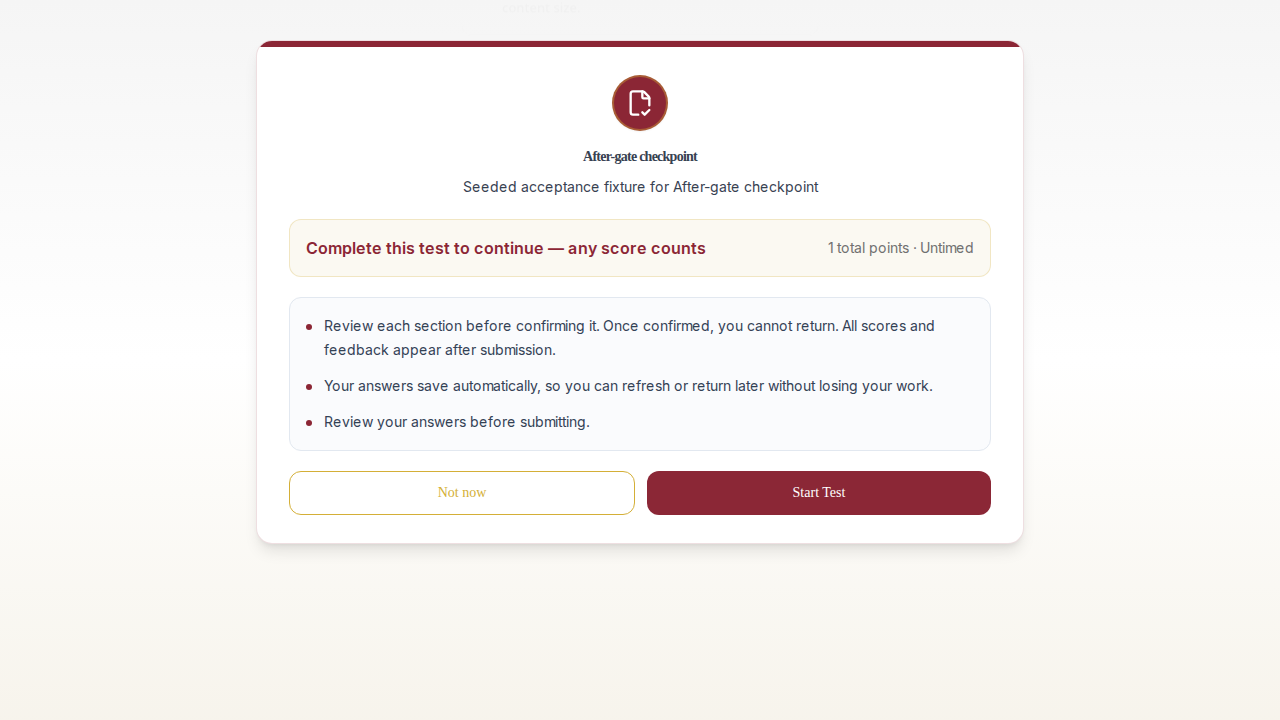 After-gate checkpoint
Seeded acceptance fixture for After-gate checkpoint
Complete this test to continue — any score counts
1 total points · Untimed
Review each section before confirming it. Once confirmed, you cannot return. All scores and
feedback appear after submission.
Your answers save automatically, so you can refresh or return later without losing your work.
Review your answers before submitting.
Not now
Start Test